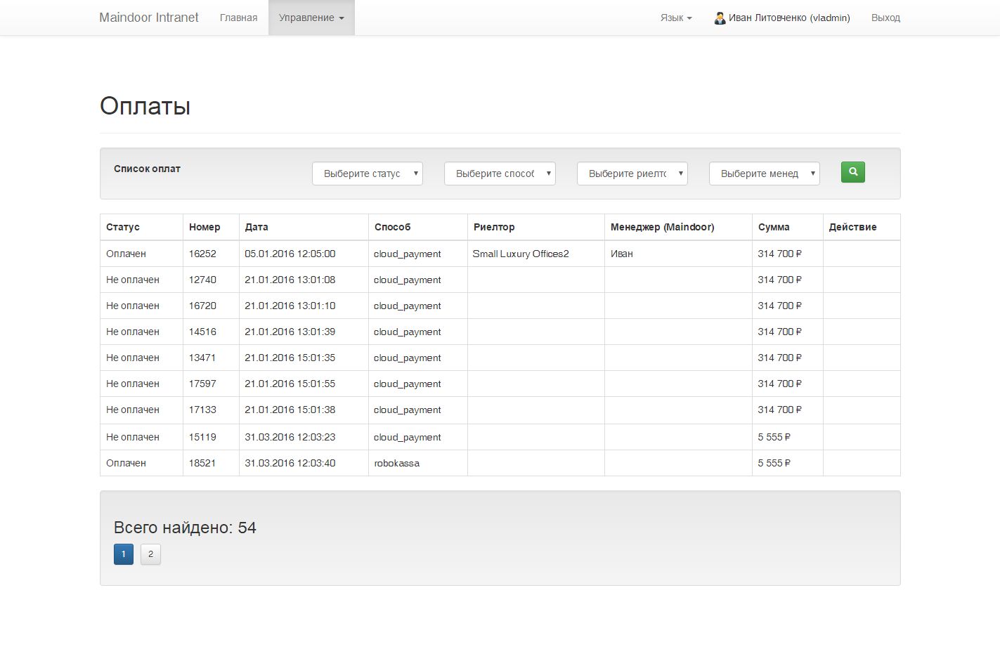 Maindoor Intranet Главная Управление Язык Иван Литовченко (vladmin) Выход
Оплаты
Список оплат Выберите статус Выберите способ Выберите риелтс Выберите менед
Статус Номер Дата Способ Риелтор Менеджер (Maindoor) Сумма Действие
Оплачен 16252 05.01.2016 12:05:00 cloud_payment Small Luxury Offices2 Иван 314 700 ₽
Не оплачен 12740 21.01.2016 13:01:08 cloud_payment 314 700 ₽
Не оплачен 16720 21.01.2016 13:01:10 cloud_payment 314 700 ₽
Не оплачен 14516 21.01.2016 13:01:39 cloud_payment 314 700 ₽
Не оплачен 13471 21.01.2016 15:01:35 cloud_payment 314 700 ₽
Не оплачен 17597 21.01.2016 15:01:55 cloud_payment 314 700 ₽
Не оплачен 17133 21.01.2016 15:01:38 cloud_payment 314 700 ₽
Не оплачен 15119 31.03.2016 12:03:23 cloud_payment 5 555 ₽
Оплачен 18521 31.03.2016 12:03:40 robokassa 5 555 ₽
Всего найдено: 54
1 2